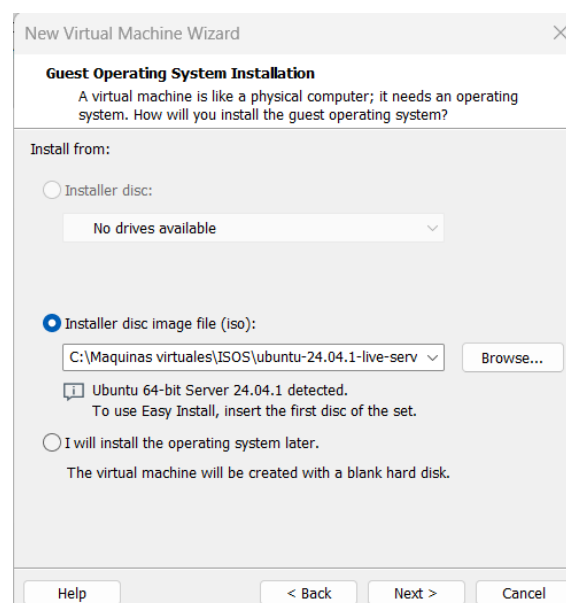 New Virtual Machine Wizard
Guest Operating System Installation
A virtual machine is like a physical computer; it needs an operating
system. How will you install the guest operating system?
Install from:
Installer disc:
No drives available
Installer disc image file (iso):
C:\Maquinas virtuales\ISOS\ubuntu-24.04.1-live-serv
Browse...
Ubuntu 64-bit Server 24.04.1 detected.
To use Easy Install, insert the first disc of the set.
I will install the operating system later.
The virtual machine will be created with a blank hard disk.
Help
< Back
Next >
Cancel